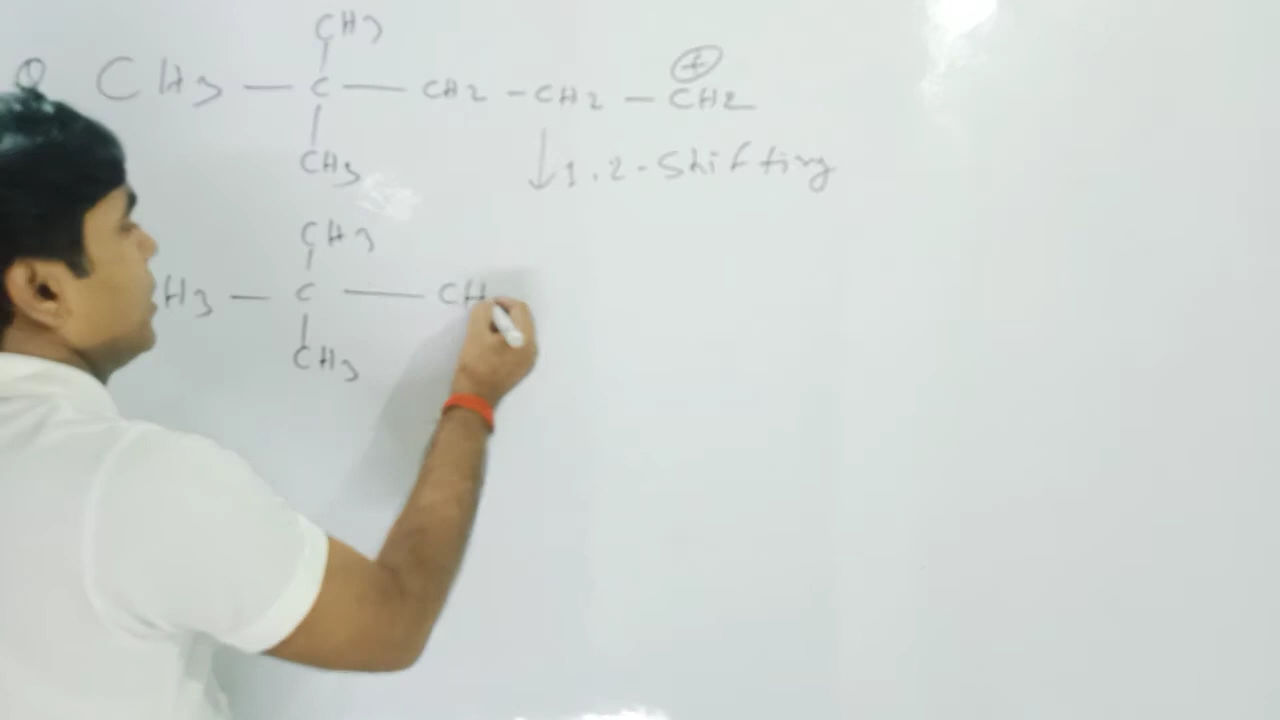 CH3
Q CH3 — C — CH2 — CH2 — CH2 ⊕
CH3
↓ 1.2-Shifting
CH3
H3 — C — CH
CH3